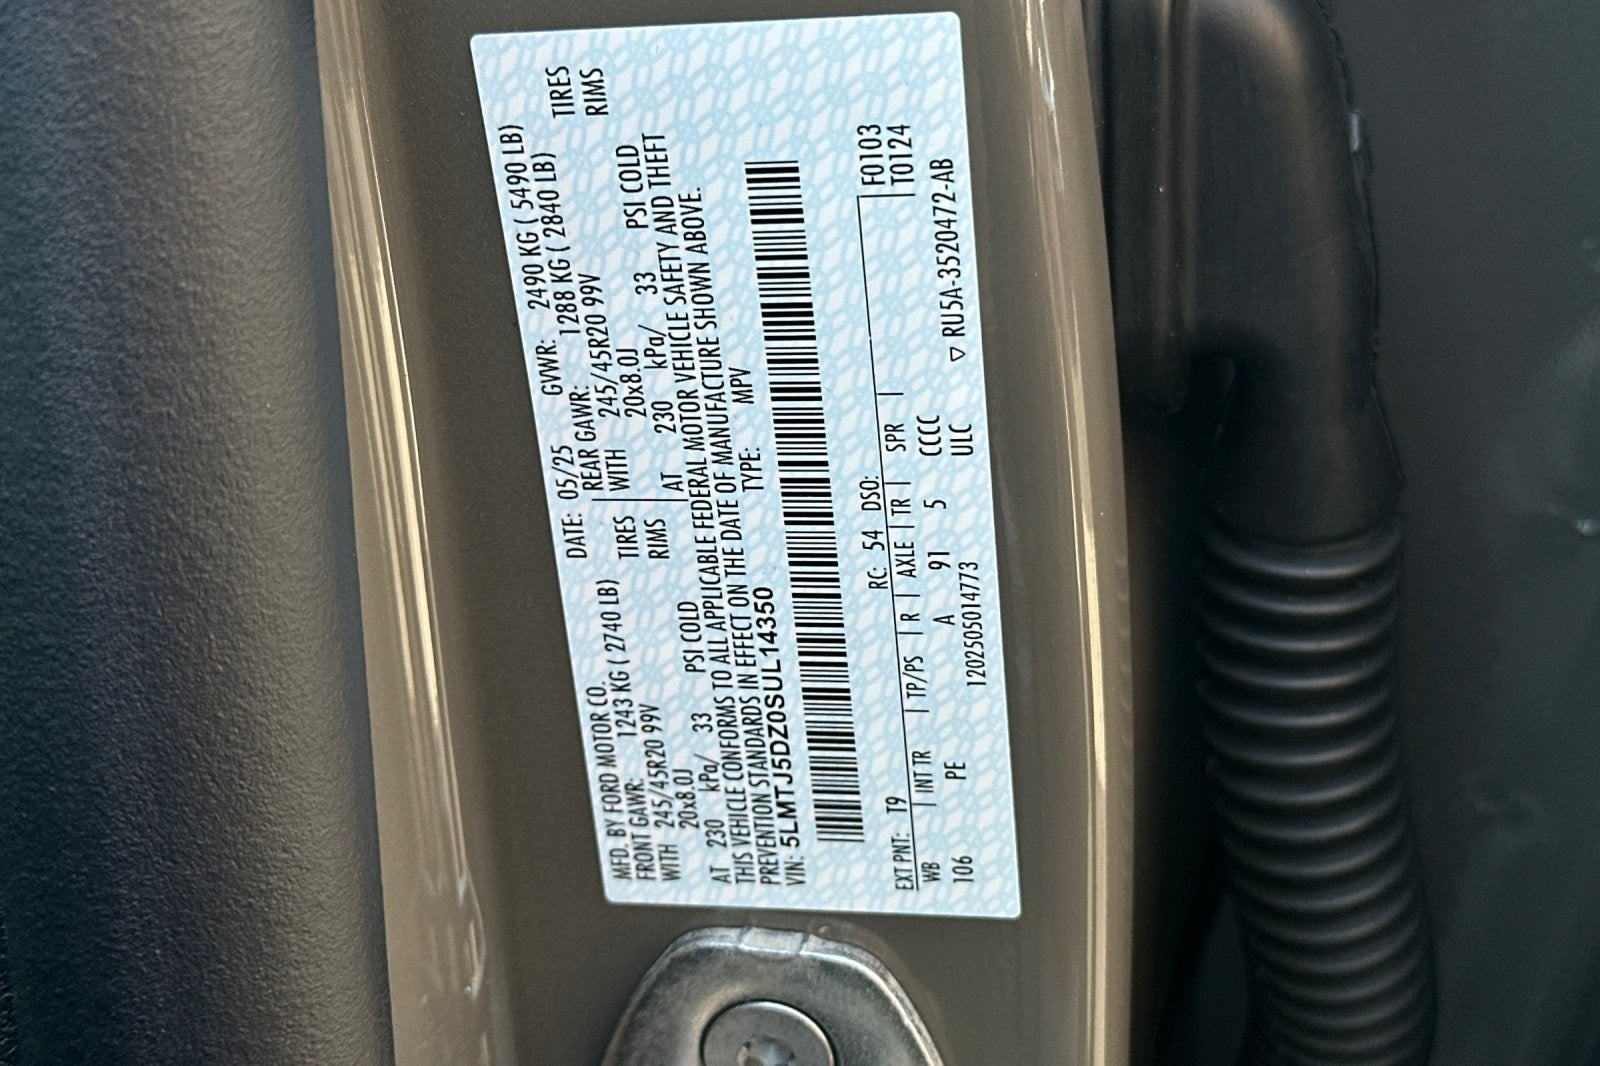 MFD. BY FORD MOTOR CO.
DATE: 05/25 GVWR: 2490 KG ( 5490 LB)
FRONT GAWR: 1243 KG ( 2740 LB) REAR GAWR: 1288 KG ( 2840 LB)
WITH 245/45R20 99V TIRES WITH 245/45R20 99V TIRES
20x8.0J RIMS 20x8.0J RIMS
AT 230 kPa/ 33 PSI COLD AT 230 kPa/ 33 PSI COLD
THIS VEHICLE CONFORMS TO ALL APPLICABLE FEDERAL MOTOR VEHICLE SAFETY AND THEFT
PREVENTION STANDARDS IN EFFECT ON THE DATE OF MANUFACTURE SHOWN ABOVE.
VIN: 5LMTJ5DZ0SUL14350 TYPE: MPV
F0103
EXT PNT: T9 RC: 54 DSO: T0124
WB INT TR TP/PS R AXLE TR SPR
106 PE A 91 5 CCCC
ULC
1202505014773 ▽ RU5A-3520472-AB